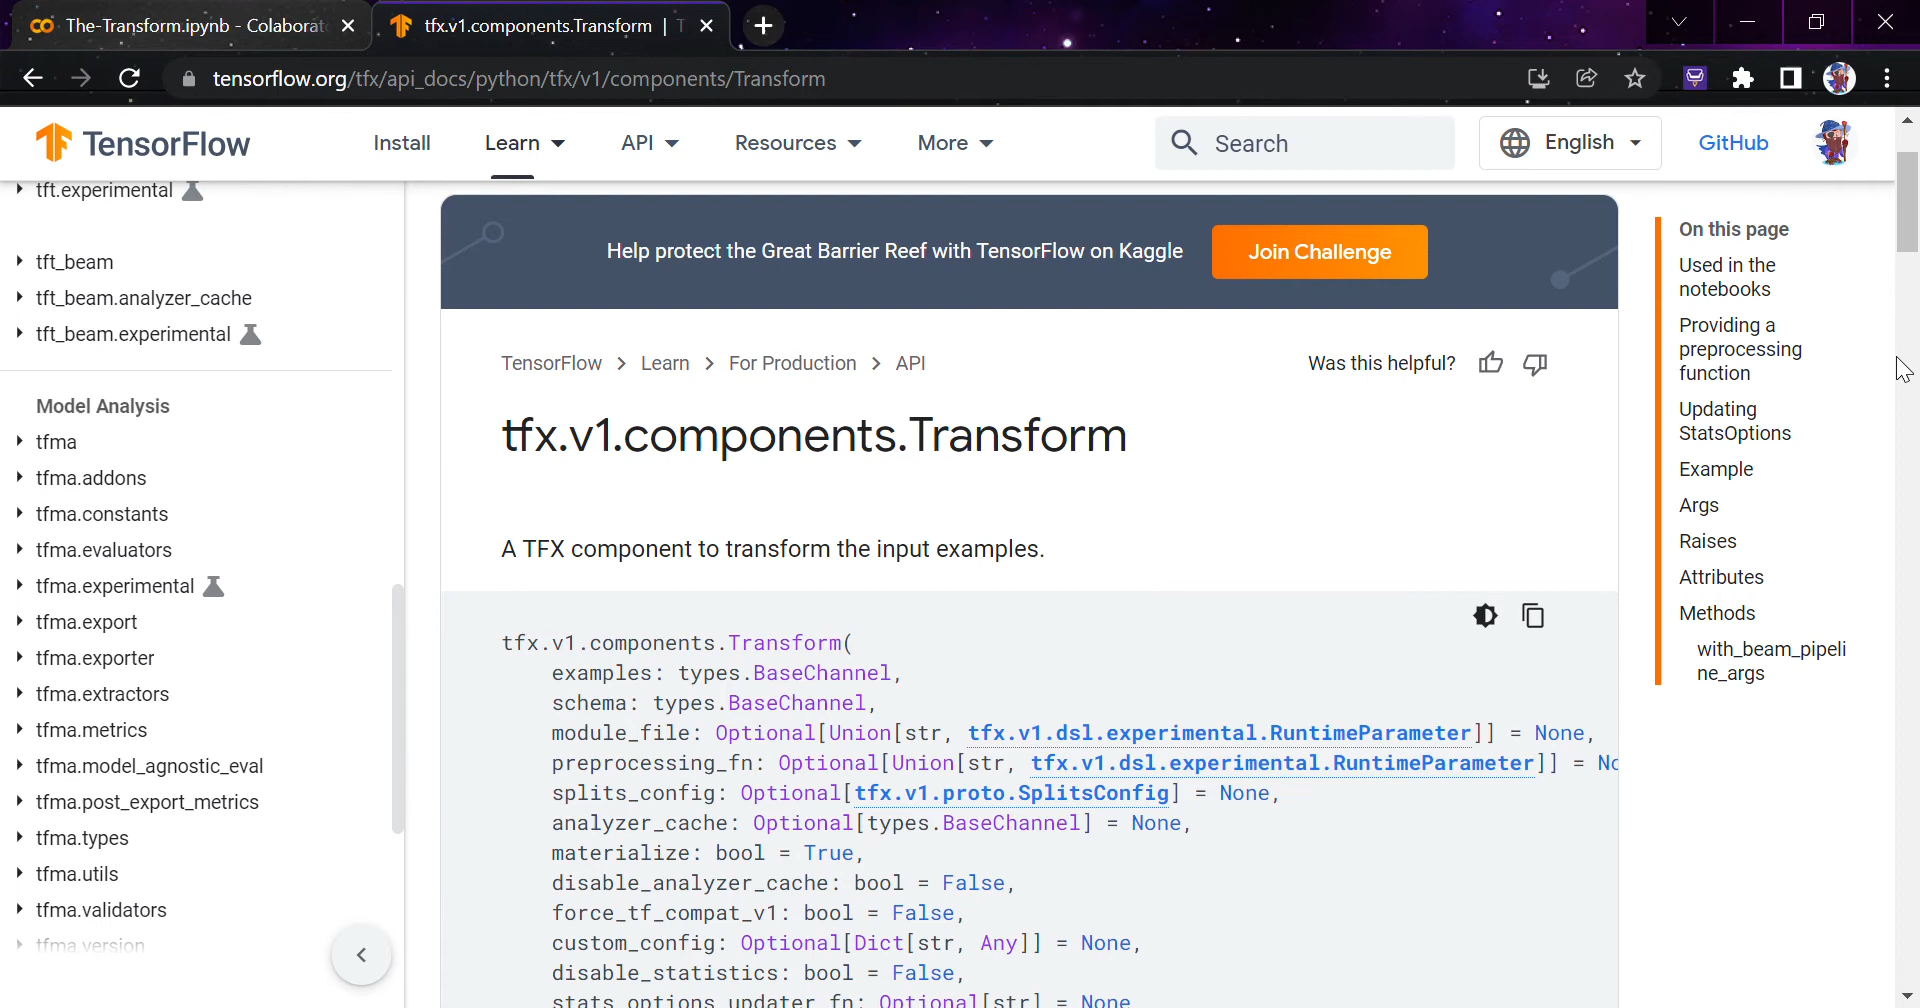 The-Transform.ipynb - Colaborat
tfx.v1.components.Transform | T
tensorflow.org/tfx/api_docs/python/tfx/v1/components/Transform
TensorFlow
Install
Learn
API
Resources
More
Search
English
GitHub
tft.experimental
tft_beam
tft_beam.analyzer_cache
tft_beam.experimental
Model Analysis
tfma
tfma.addons
tfma.constants
tfma.evaluators
tfma.experimental
tfma.export
tfma.exporter
tfma.extractors
tfma.metrics
tfma.model_agnostic_eval
tfma.post_export_metrics
tfma.types
tfma.utils
tfma.validators
tfma.version
Help protect the Great Barrier Reef with TensorFlow on Kaggle
Join Challenge
TensorFlow > Learn > For Production > API
Was this helpful?
tfx.v1.components.Transform
A TFX component to transform the input examples.
tfx.v1.components.Transform(
    examples: types.BaseChannel,
    schema: types.BaseChannel,
    module_file: Optional[Union[str, tfx.v1.dsl.experimental.RuntimeParameter]] = None,
    preprocessing_fn: Optional[Union[str, tfx.v1.dsl.experimental.RuntimeParameter]] = No
    splits_config: Optional[tfx.v1.proto.SplitsConfig] = None,
    analyzer_cache: Optional[types.BaseChannel] = None,
    materialize: bool = True,
    disable_analyzer_cache: bool = False,
    force_tf_compat_v1: bool = False,
    custom_config: Optional[Dict[str, Any]] = None,
    disable_statistics: bool = False,
    stats_options_updater_fn: Optional[str] = None
On this page
Used in the
notebooks
Providing a
preprocessing
function
Updating
StatsOptions
Example
Args
Raises
Attributes
Methods
with_beam_pipeli
ne_args